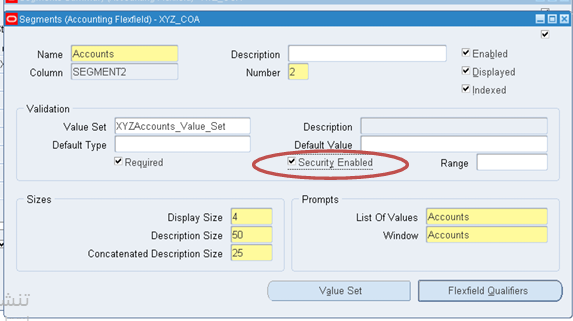 Segments (Accounting Flexfield) - XYZ_COA
Name Accounts Description Enabled
Column SEGMENT2 Number 2 Displayed
Indexed
Validation
Value Set XYZAccounts_Value_Set Description
Default Type Default Value
Required Security Enabled Range
Sizes Prompts
Display Size 4 List Of Values Accounts
Description Size 50 Window Accounts
Concatenated Description Size 25
Value Set Flexfield Qualifiers